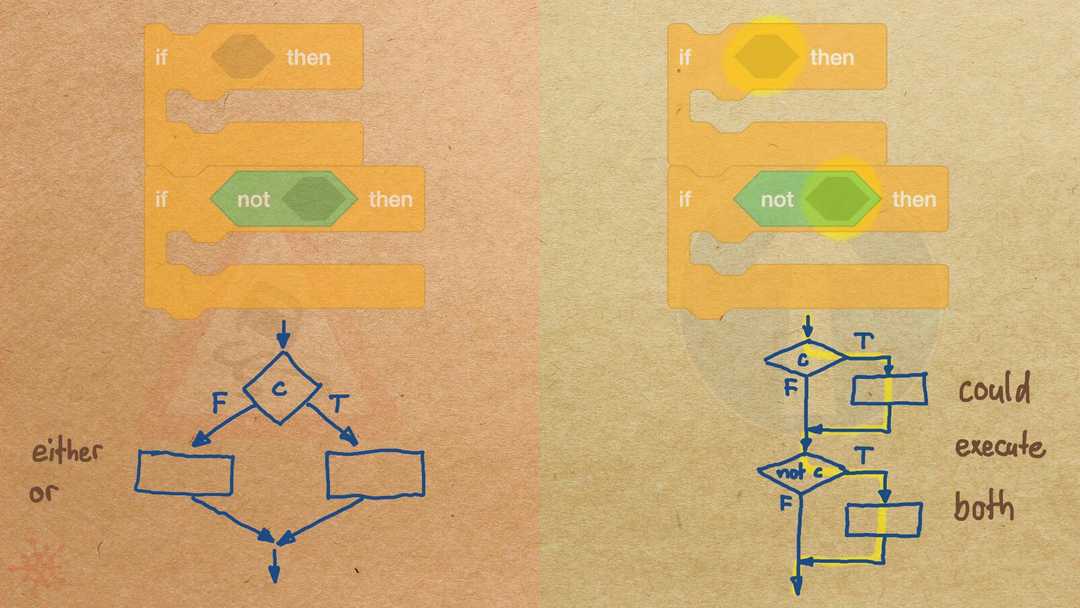 if then
if not then
C
F T
either
or
if then
if not then
C
T
F
not C
T
F
could
execute
both